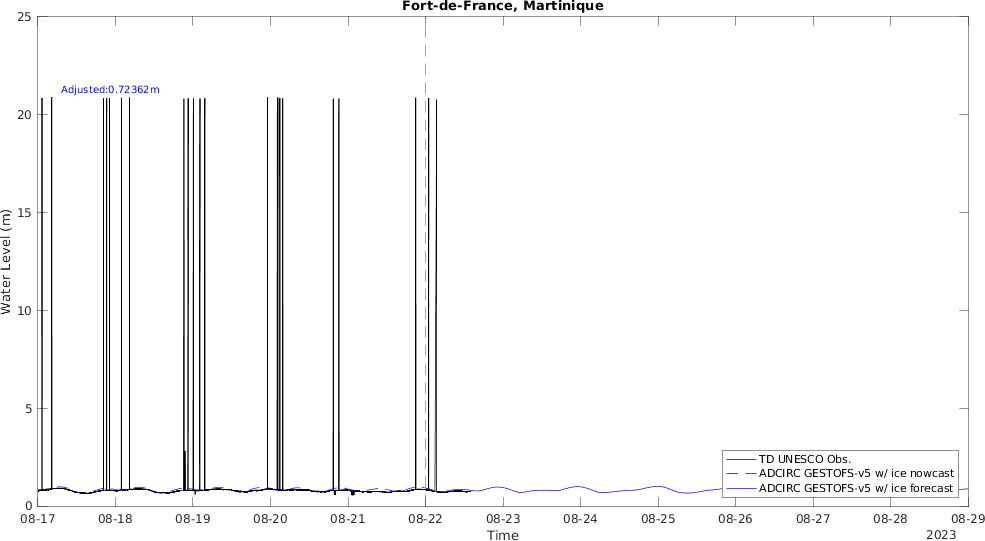 Fort-de-France, Martinique
25
20
15
10
5
0
Water Level (m)
Adjusted:0.72362m
TD UNESCO Obs.
ADCIRC GESTOFS-v5 w/ ice nowcast
ADCIRC GESTOFS-v5 w/ ice forecast
08-17 08-18 08-19 08-20 08-21 08-22 08-23 08-24 08-25 08-26 08-27 08-28 08-29
Time
2023